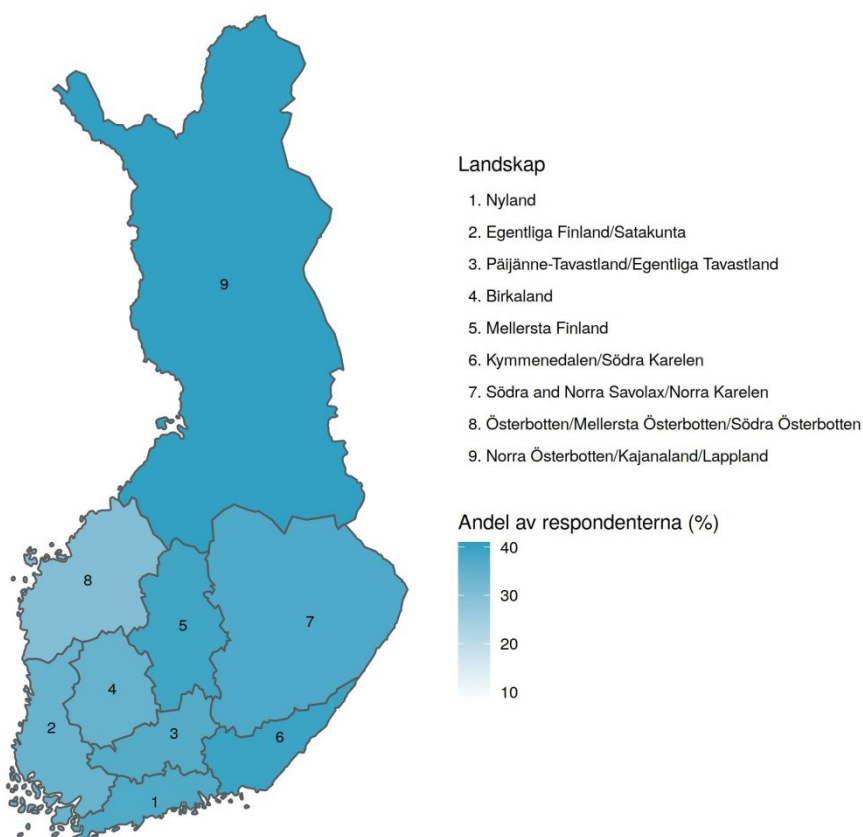 9
8
5
7
4
2
3
6
1
Landskap
1. Nyland
2. Egentliga Finland/Satakunta
3. Päijänne-Tavastland/Egentliga Tavastland
4. Birkaland
5. Mellersta Finland
6. Kymmenedalen/Södra Karelen
7. Södra and Norra Savolax/Norra Karelen
8. Österbotten/Mellersta Österbotten/Södra Österbotten
9. Norra Österbotten/Kajanaland/Lappland
Andel av respondenterna (%)
40
30
20
10